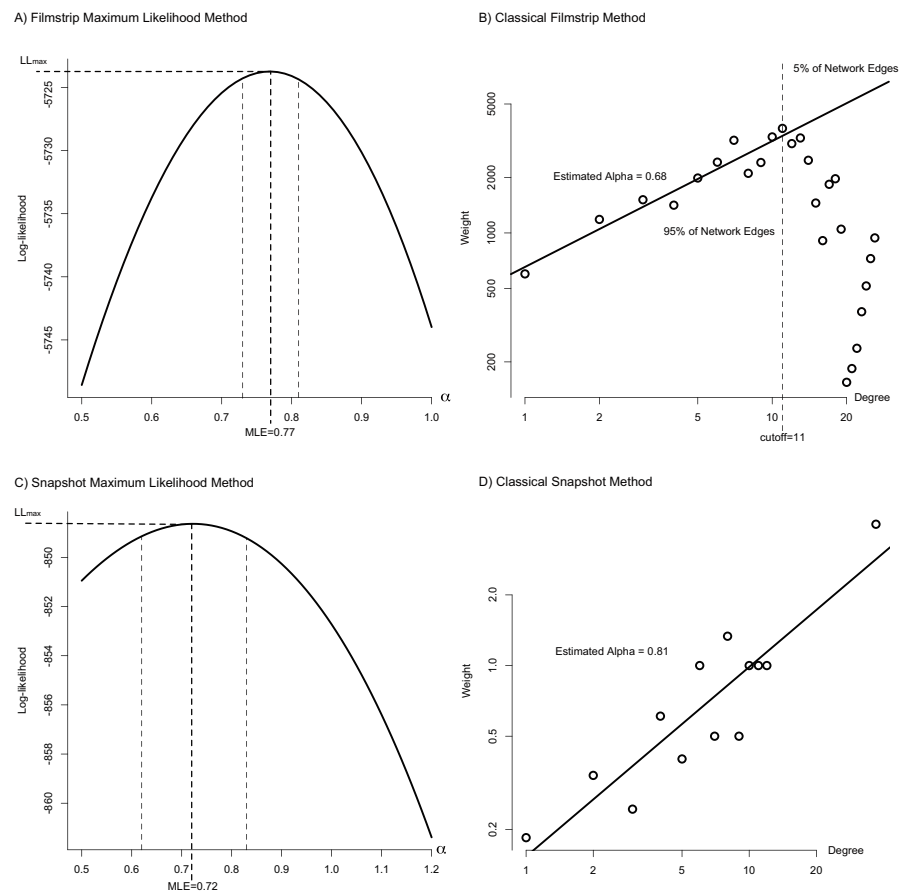 A) Filmstrip Maximum Likelihood Method
LLmax
-5725
-5730
-5735
-5740
-5745
Log-likelihood
0.5 0.6 0.7 0.8 0.9 1.0
α
MLE=0.77
B) Classical Filmstrip Method
5% of Network Edges
5000
2000
1000
500
200
Weight
Estimated Alpha = 0.68
95% of Network Edges
Degree
1 2 5 10 20
cutoff=11
C) Snapshot Maximum Likelihood Method
LLmax
-850
-852
-854
-856
-858
-860
Log-likelihood
0.5 0.6 0.7 0.8 0.9 1.0 1.1 1.2
α
MLE=0.72
D) Classical Snapshot Method
2.0
1.0
0.5
0.2
Weight
Estimated Alpha = 0.81
Degree
1 2 5 10 20